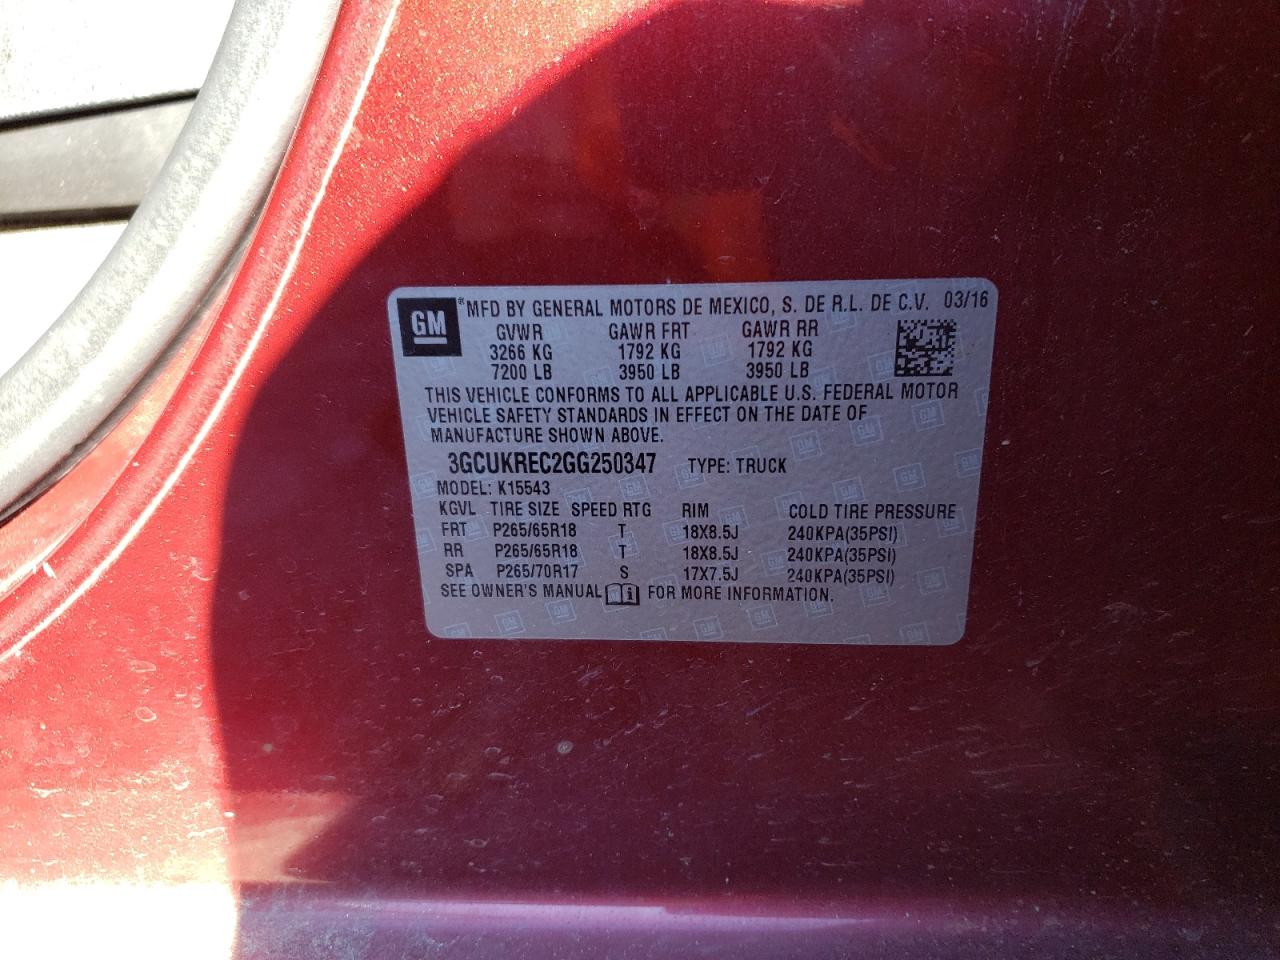 GM ® MFD BY GENERAL MOTORS DE MEXICO, S. DE R.L. DE C.V. 03/16
GVWR GAWR FRT GAWR RR
3266 KG 1792 KG 1792 KG
7200 LB 3950 LB 3950 LB
THIS VEHICLE CONFORMS TO ALL APPLICABLE U.S. FEDERAL MOTOR
VEHICLE SAFETY STANDARDS IN EFFECT ON THE DATE OF
MANUFACTURE SHOWN ABOVE.
3GCUKREC2GG250347 TYPE: TRUCK
MODEL: K15543
KGVL TIRE SIZE SPEED RTG RIM COLD TIRE PRESSURE
FRT P265/65R18 T 18X8.5J 240KPA(35PSI)
RR P265/65R18 T 18X8.5J 240KPA(35PSI)
SPA P265/70R17 S 17X7.5J 240KPA(35PSI)
SEE OWNER'S MANUAL i FOR MORE INFORMATION.